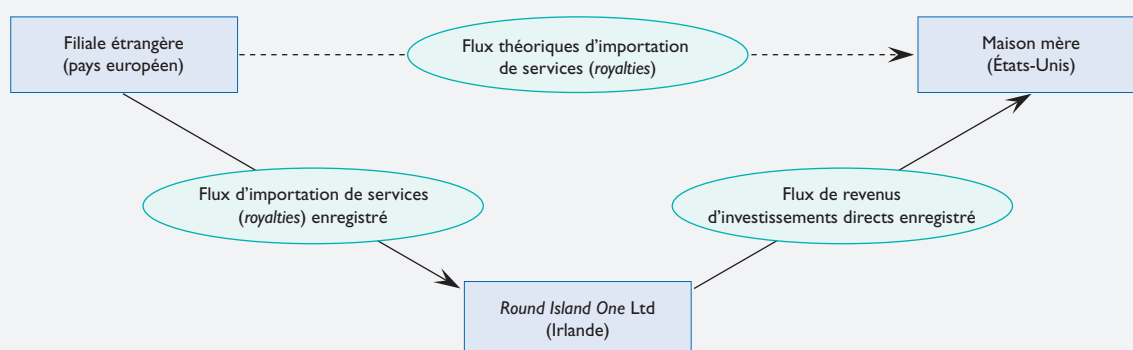 Filiale étrangère
(pays européen)
Flux théoriques d’importation
de services (royalties)
Maison mère
(États-Unis)
Flux d’importation de services
(royalties) enregistré
Flux de revenus
d’investissements directs enregistré
Round Island One Ltd
(Irlande)